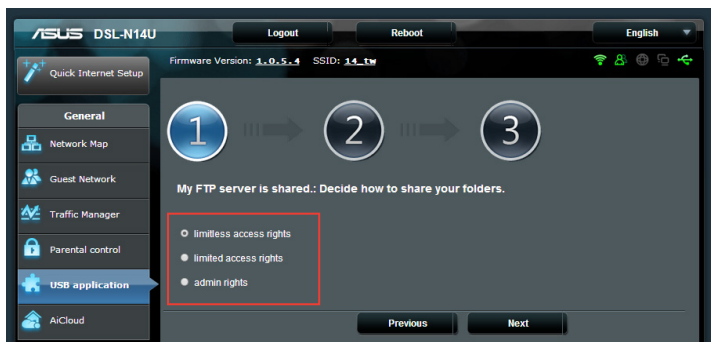 ASUS DSL-N14U Logout Reboot English
Firmware Version: 1.0.5.4 SSID: 14_tw
Quick Internet Setup
General
Network Map
Guest Network
Traffic Manager
Parental control
USB application
AiCloud
1 2 3
My FTP server is shared.: Decide how to share your folders.
limitless access rights
limited access rights
admin rights
Previous Next